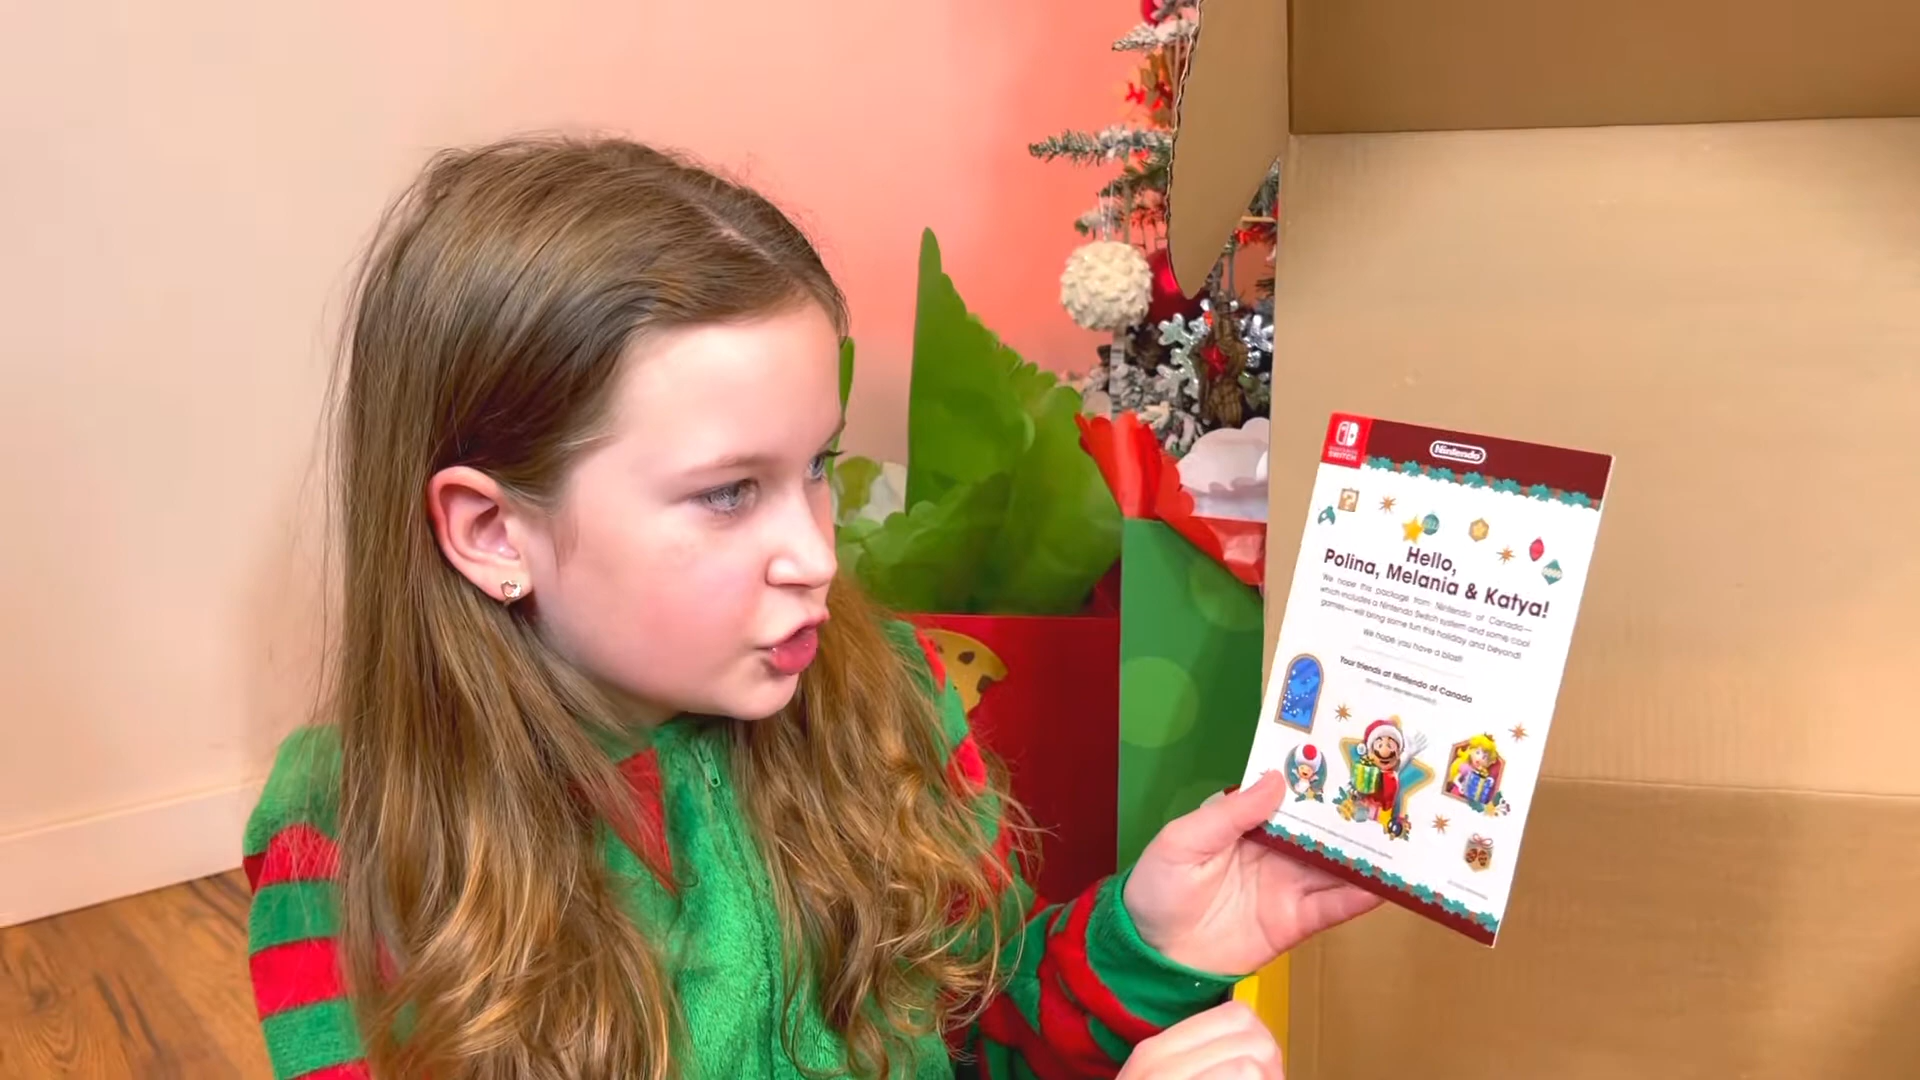 NINTENDO
SWITCH
Nintendo
Hello,
Polina, Melania & Katya!
We hope this package from Nintendo of Canada—
which includes a Nintendo Switch system and some cool
games—will bring some fun this holiday and beyond!
We hope you have a blast!
Your friends at Nintendo of Canada